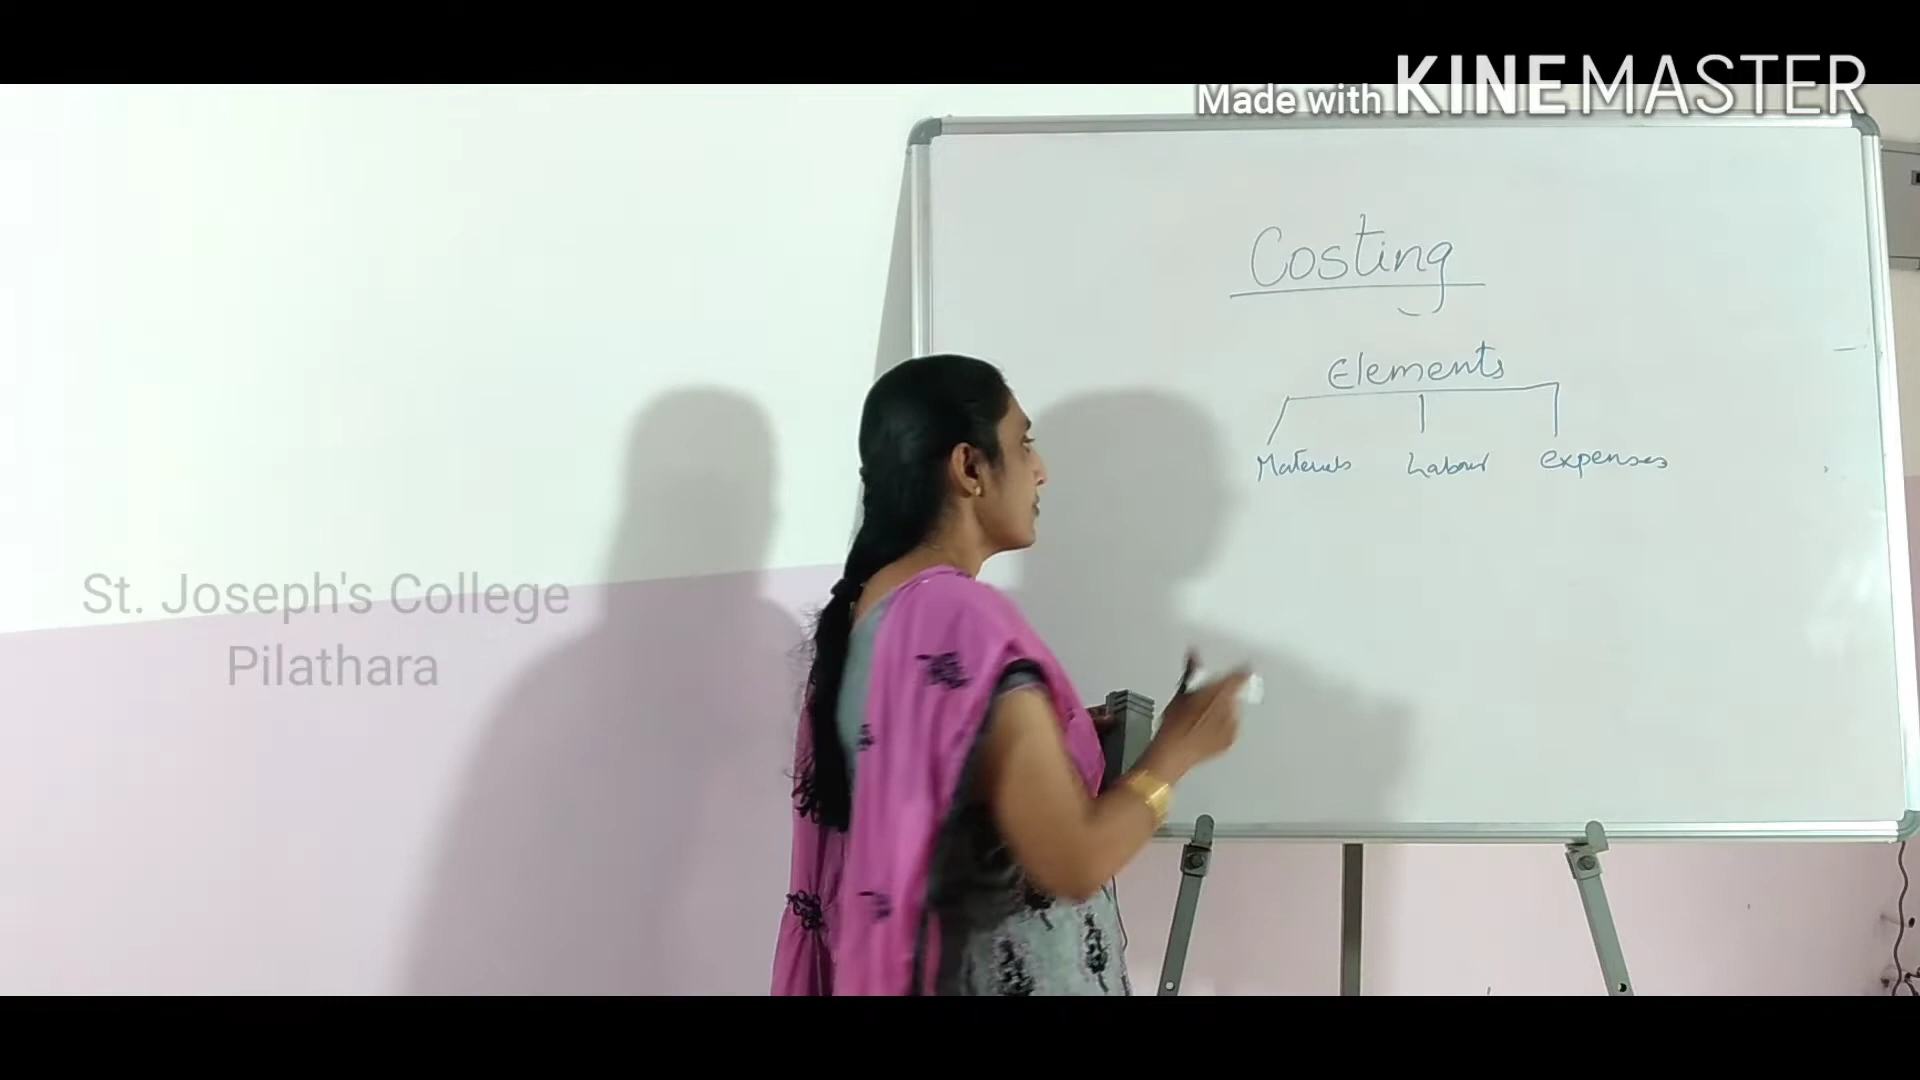 Made with KINEMASTER
Costing
Elements
Materials Labour expenses
St. Joseph's College
Pilathara